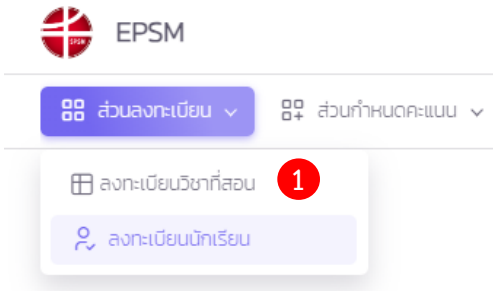 EPSM
EPSM
ส่วนลงทะเบียน
ส่วนกำหนดคะแนน
ลงทะเบียนวิชาที่สอน
1
ลงทะเบียนนักเรียน